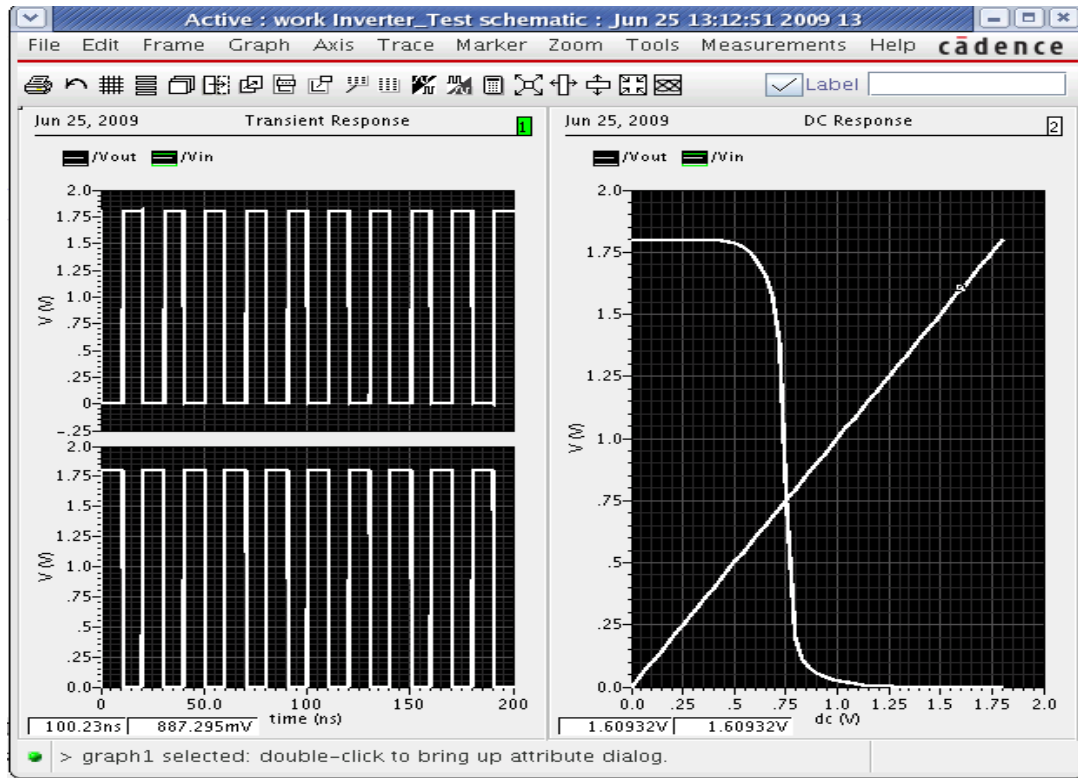 Active : work Inverter_Test schematic : Jun 25 13:12:51 2009 13
File Edit Frame Graph Axis Trace Marker Zoom Tools Measurements Help cādence
Label
Jun 25, 2009 Transient Response 1
/Vout /Vin
2.0
1.75
1.5
1.25
1.0
.75
.5
.25
0
-.25
V (V)
2.0
1.75
1.5
1.25
1.0
.75
.5
.25
0.0
V (V)
0.0 50.0 100 150 200
time (ns)
100.23ns 887.295mV
Jun 25, 2009 DC Response 2
/Vout /Vin
2.0
1.75
1.5
1.25
1.0
.75
.5
.25
0.0
V (V)
0.0 .25 .5 .75 1.0 1.25 1.5 1.75 2.0
dc (V)
1.60932V 1.60932V
> graph1 selected: double-click to bring up attribute dialog.